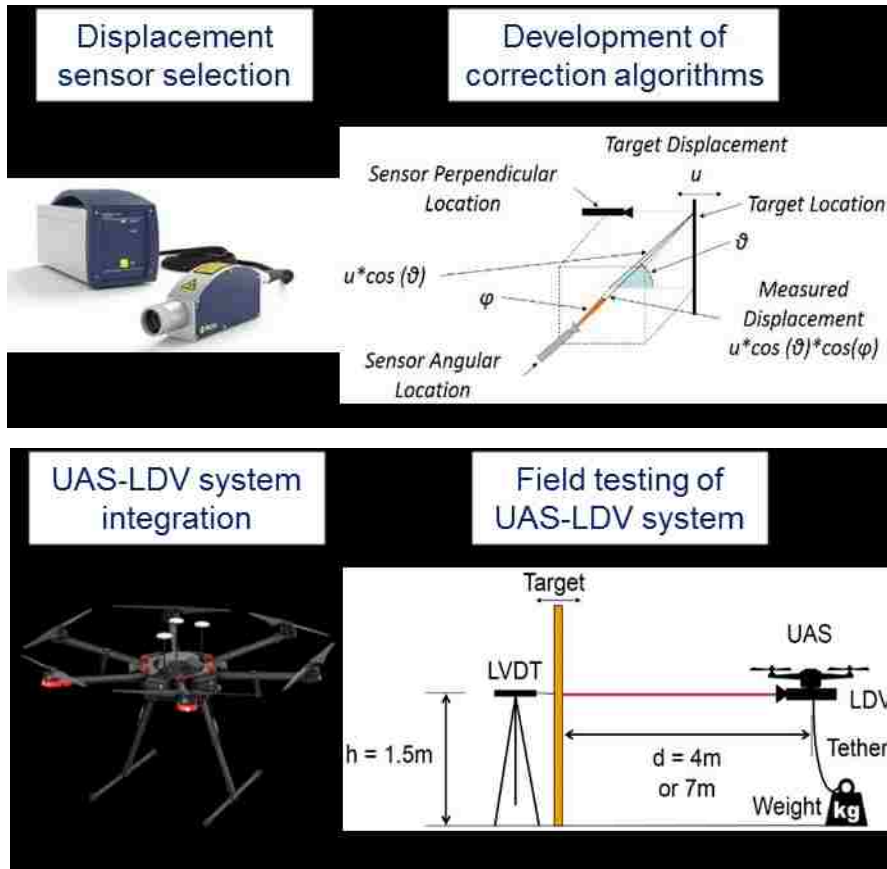 Displacement
sensor selection
Development of
correction algorithms
Target Displacement
u
Sensor Perpendicular
Location
Target Location
ϑ
u*cos (ϑ)
φ
Measured
Displacement
u*cos (ϑ)*cos(φ)
Sensor Angular
Location
UAS-LDV system
integration
Field testing of
UAS-LDV system
Target
UAS
LVDT
LDV
h = 1.5m
d = 4m
or 7m
Tether
Weight
kg